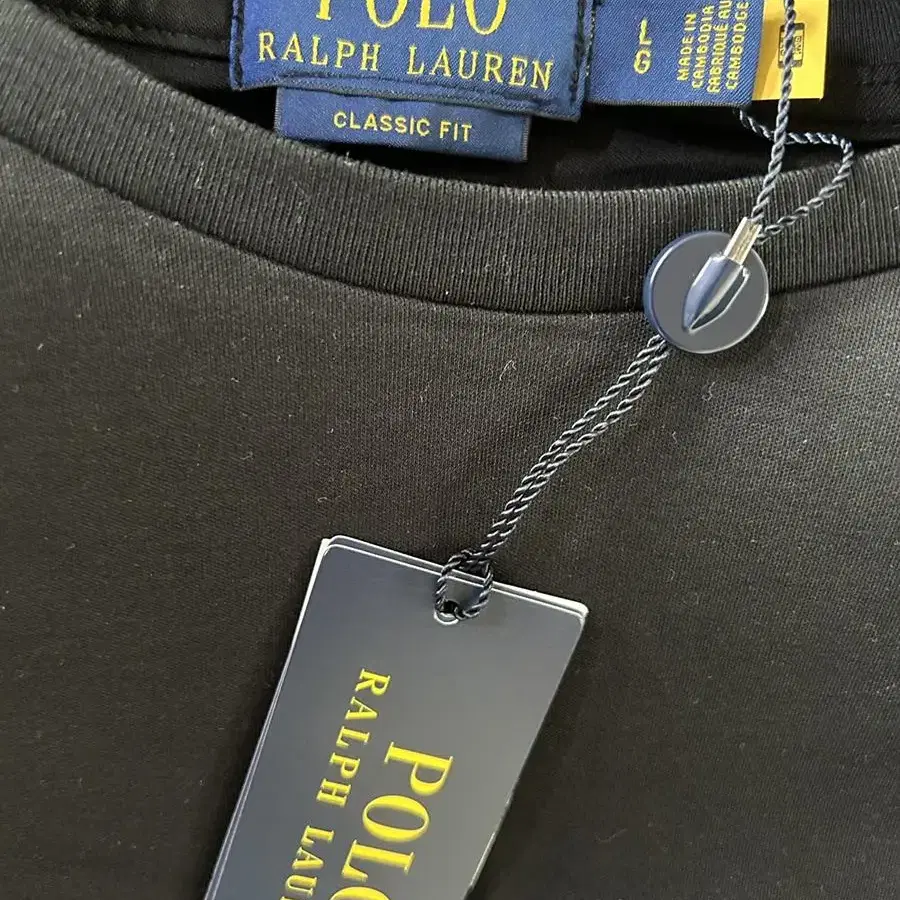 POLO
RALPH LAUREN
CLASSIC FIT
L
G
MADE IN
CAMBODIA
FABRIQUÉ AU
CAMBODGE
POLO
RALPH LAU